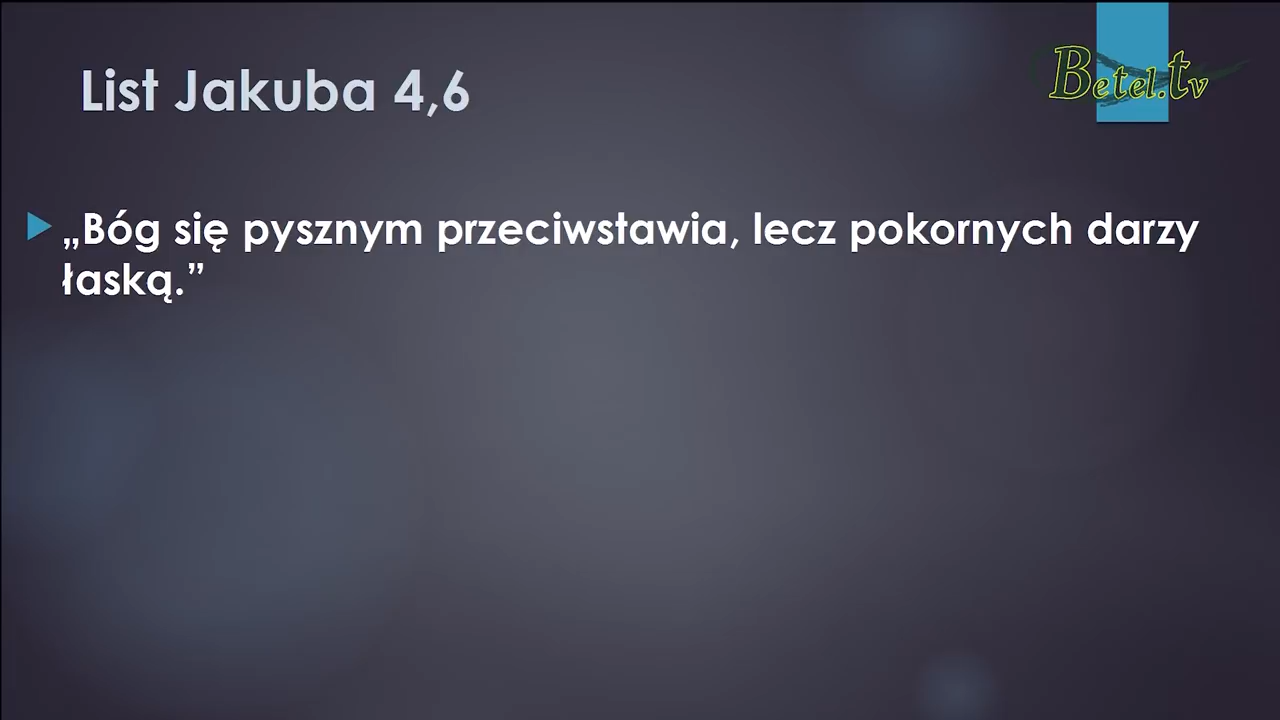 List Jakuba 4,6
Betel.tv
„Bóg się pysznym przeciwstawia, lecz pokornych darzy
łaską.”